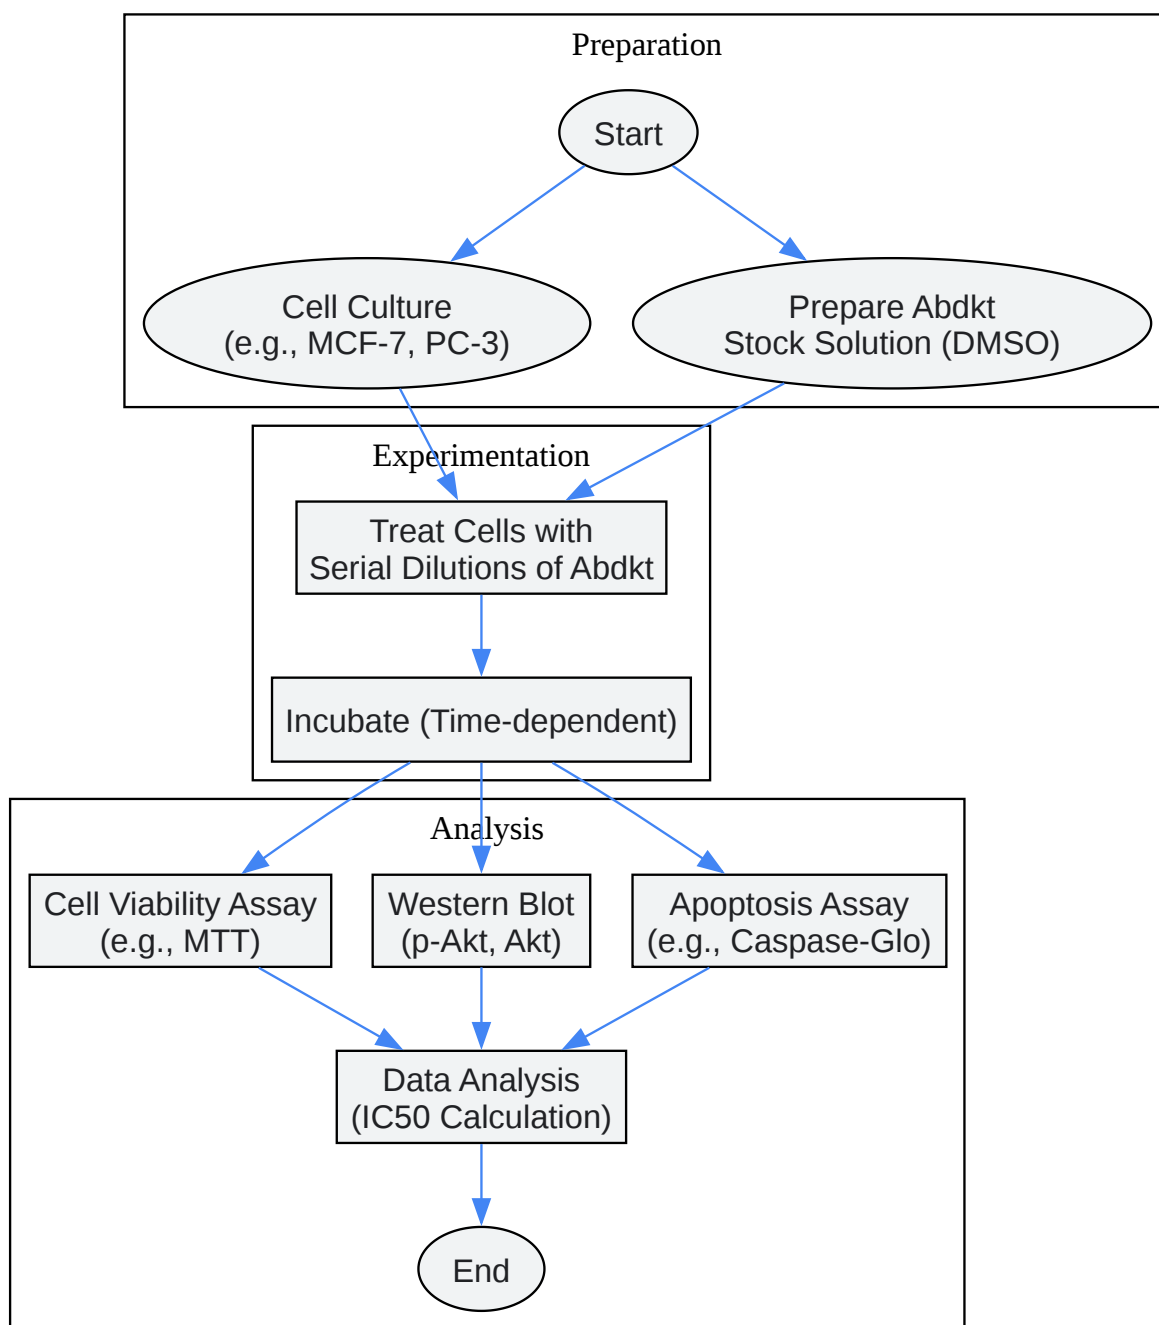 Preparation
Start
Cell Culture
(e.g., MCF-7, PC-3)
Prepare Abdkt
Stock Solution (DMSO)
Experimentation
Treat Cells with
Serial Dilutions of Abdkt
Incubate (Time-dependent)
Analysis
Cell Viability Assay
(e.g., MTT)
Western Blot
(p-Akt, Akt)
Apoptosis Assay
(e.g., Caspase-Glo)
Data Analysis
(IC50 Calculation)
End